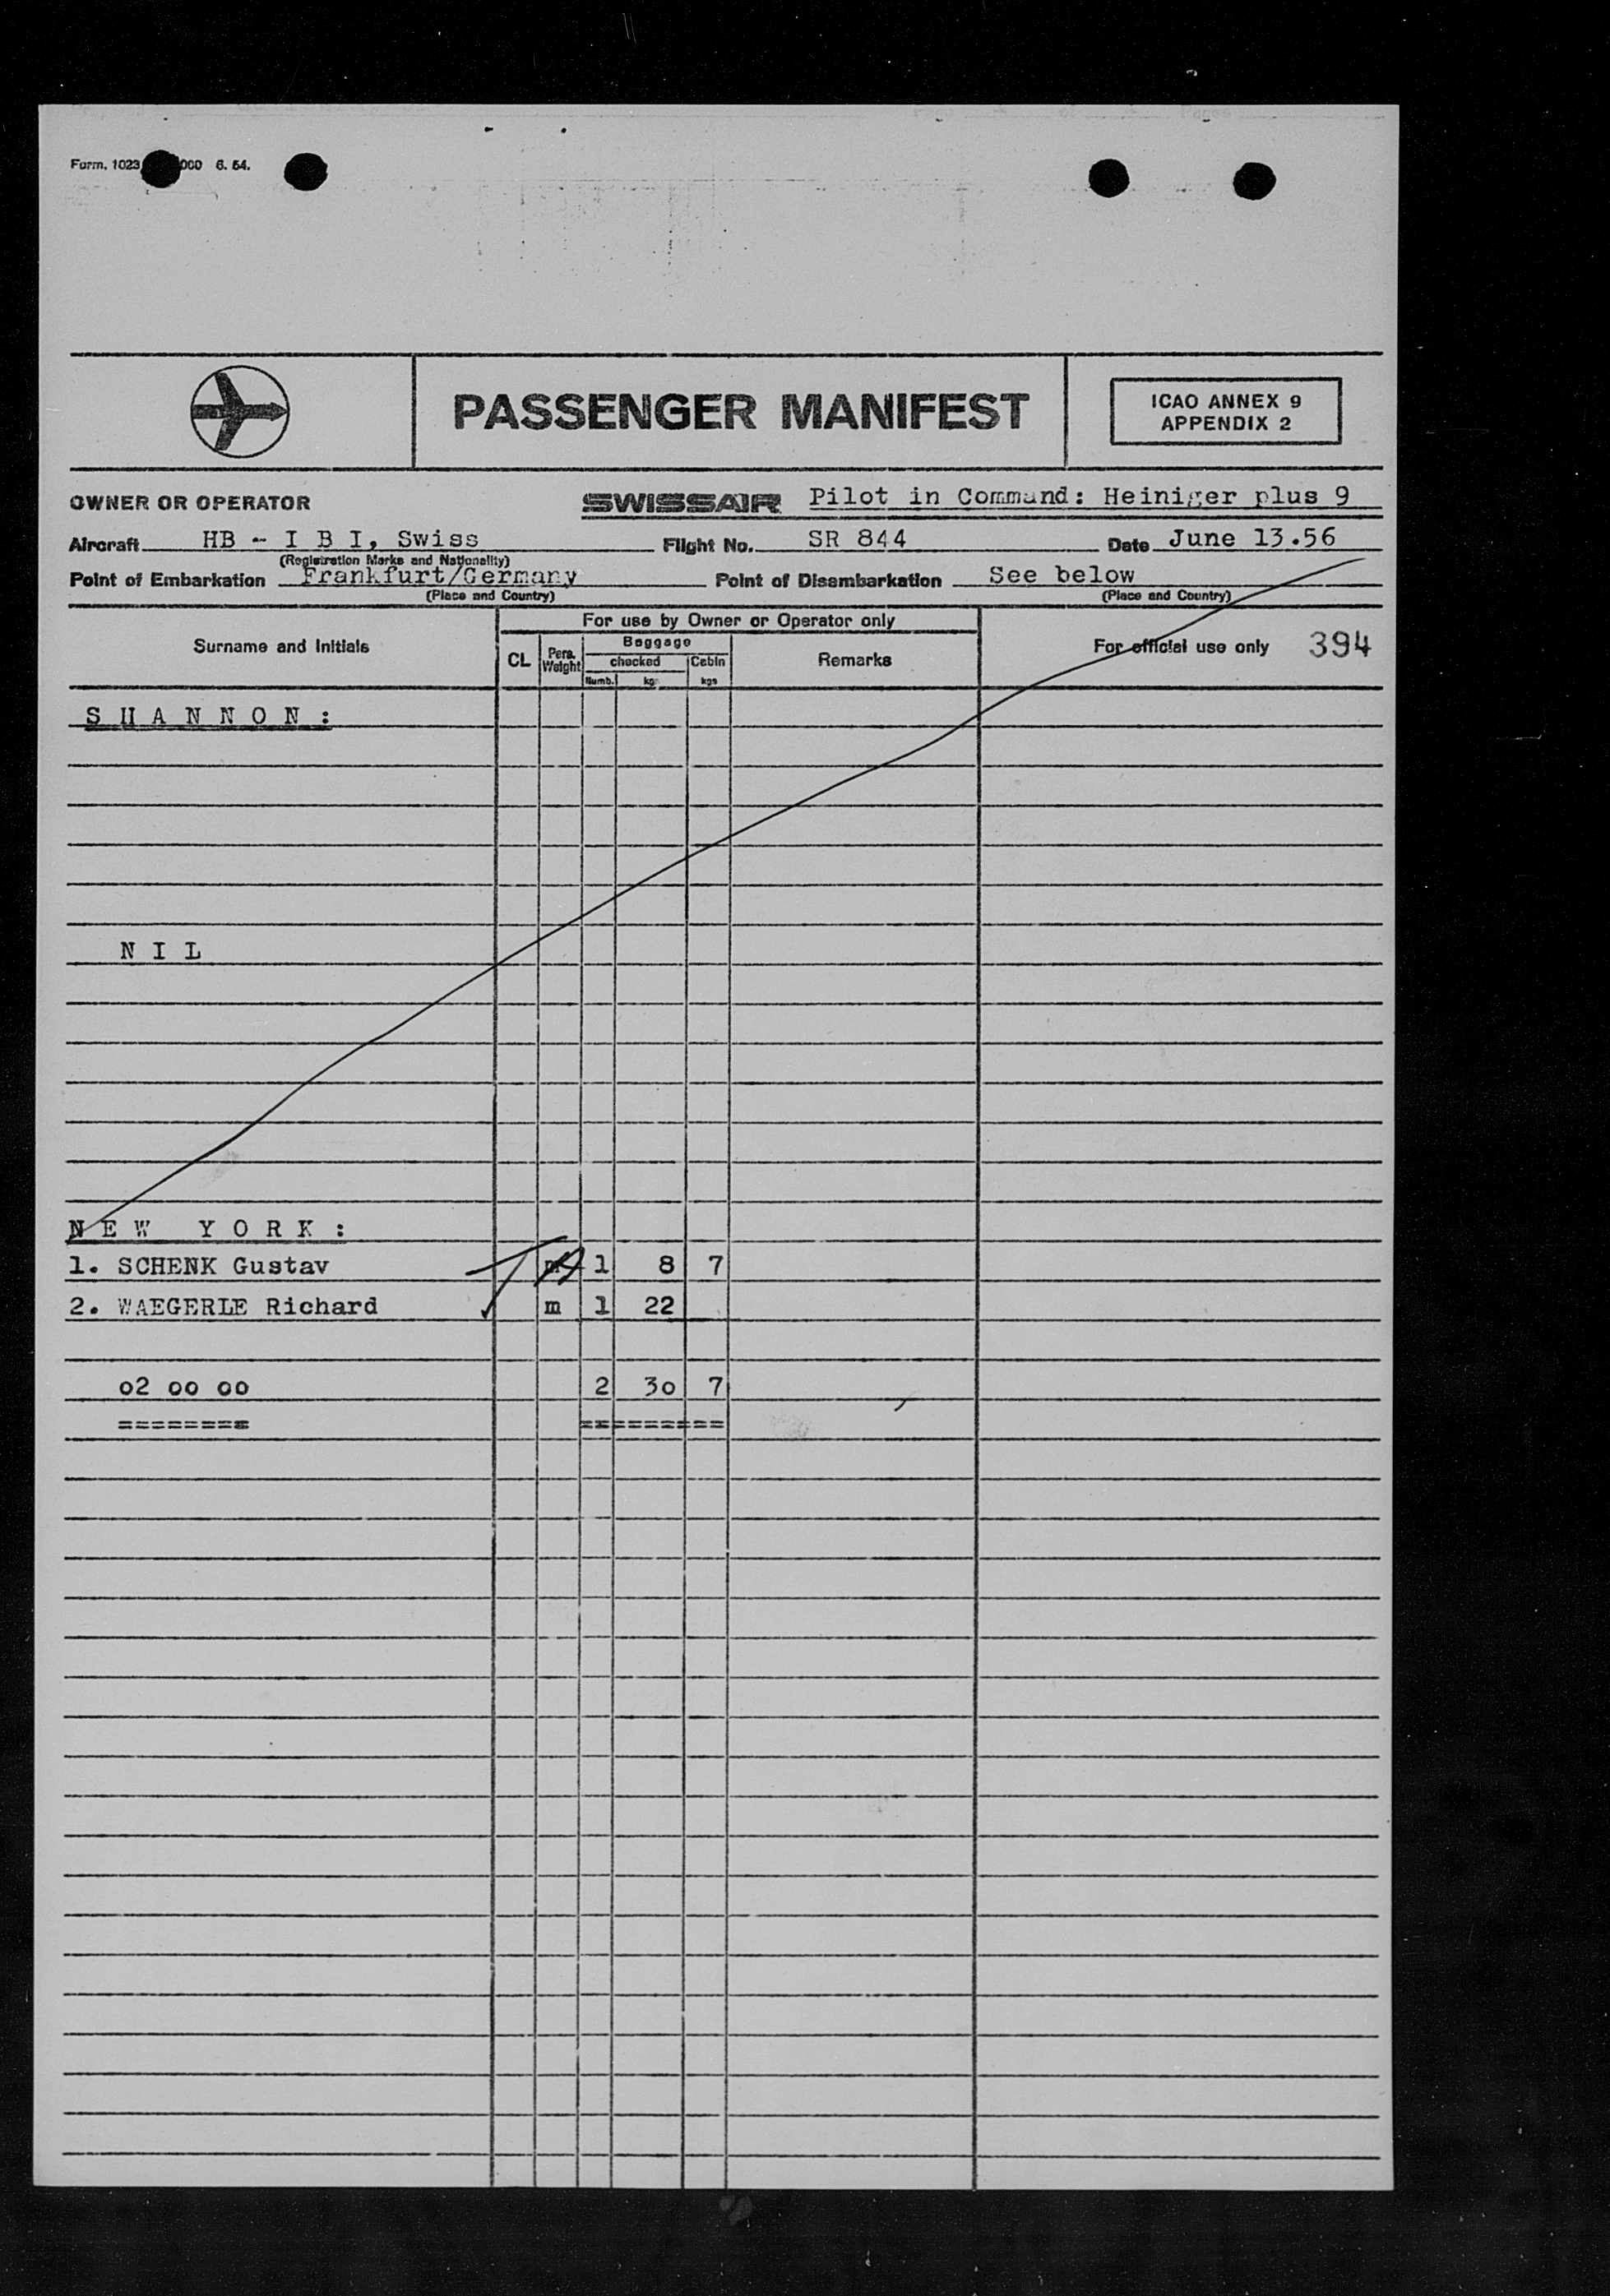 Form. 1023 000 6. 54.
PASSENGER MANIFEST
ICAO ANNEX 9
APPENDIX 2
OWNER OR OPERATOR SWISSAIR Pilot in Command: Heiniger plus 9
Aircraft HB - I B I, Swiss Flight No. SR 844 Date June 13.56
(Registration Marks and Nationality)
Point of Embarkation Frankfurt/Germany Point of Disembarkation See below
(Place and Country) (Place and Country)
For use by Owner or Operator only
Surname and Initials CL Pers. Weight Baggage Remarks For official use only 394
checked Cabin
Numb. kgs kgs
S H A N N O N :
N I L
N E W Y O R K :
1. SCHENK Gustav 1 8 7
2. WAEGERLE Richard m 1 22
02 00 00 2 30 7
======== =========